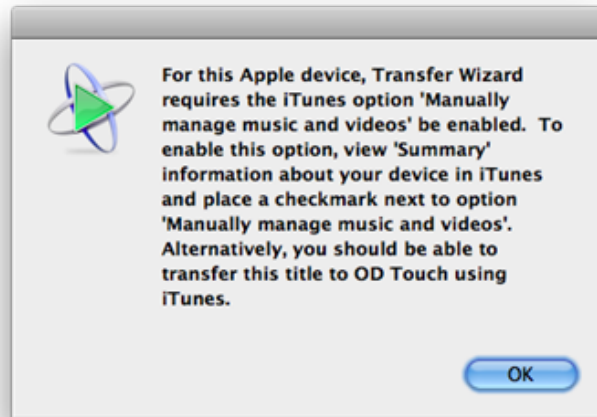 For this Apple device, Transfer Wizard
requires the iTunes option 'Manually
manage music and videos' be enabled.  To
enable this option, view 'Summary'
information about your device in iTunes
and place a checkmark next to option
'Manually manage music and videos'.
Alternatively, you should be able to
transfer this title to OD Touch using
iTunes.
OK